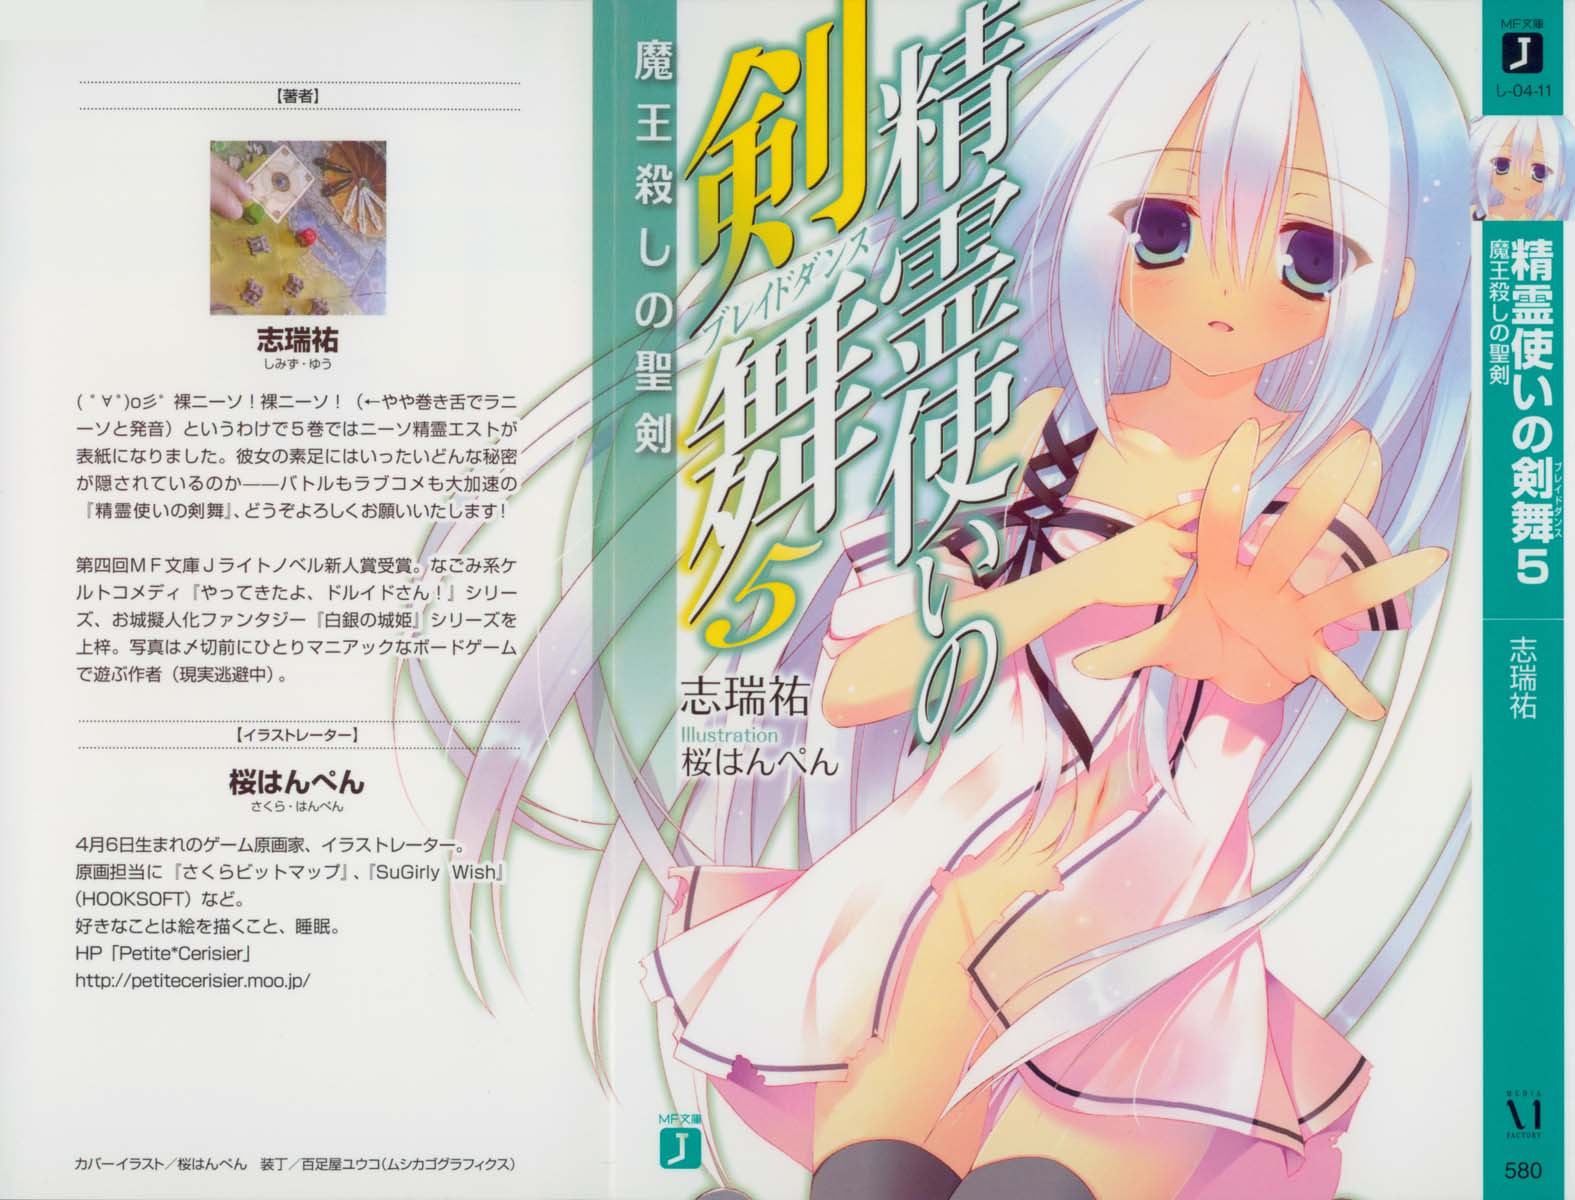 【著者】
志瑞祐
しみず・ゆう
( ﾟ∀ﾟ)o彡ﾟ 裸ニーソ！裸ニーソ！（←やや巻き舌でラニ
ーソと発音）というわけで５巻ではニーソ精霊エストが
表紙になりました。彼女の素足にはいったいどんな秘密
が隠されているのか――バトルもラブコメも大加速の
『精霊使いの剣舞』、どうぞよろしくお願いいたします！
第四回ＭＦ文庫Ｊライトノベル新人賞受賞。なごみ系ケ
ルトコメディ『やってきたよ、ドルイドさん！』シリー
ズ、お城擬人化ファンタジー『白銀の城姫』シリーズを
上梓。写真は〆切前にひとりマニアックなボードゲーム
で遊ぶ作者（現実逃避中）。
【イラストレーター】
桜はんぺん
さくら・はんぺん
4月6日生まれのゲーム原画家、イラストレーター。
原画担当に『さくらビットマップ』、『SuGirly Wish』
（HOOKSOFT）など。
好きなことは絵を描くこと、睡眠。
HP「Petite*Cerisier」
http://petitecerisier.moo.jp/
カバーイラスト／桜はんぺん　装丁／百足屋ユウコ（ムシカゴグラフィクス）
精霊使いの
剣舞
ブレイドダンス
5
魔王殺しの聖剣
志瑞祐
Illustration
桜はんぺん
MF文庫
J
MF文庫
J
し-04-11
精霊使いの剣舞5
ブレイドダンス
魔王殺しの聖剣
志瑞祐
MEDIA
FACTORY
580